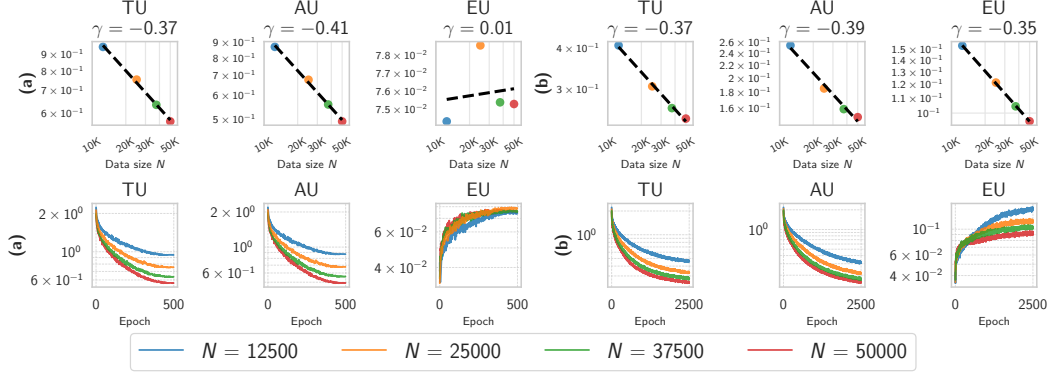 TU AU EU TU AU EU
γ = −0.37 γ = −0.41 γ = 0.01 γ = −0.37 γ = −0.39 γ = −0.35
(a)
9 × 10⁻¹
8 × 10⁻¹
7 × 10⁻¹
6 × 10⁻¹
10K 20K 30K 50K
Data size N
9 × 10⁻¹
8 × 10⁻¹
7 × 10⁻¹
6 × 10⁻¹
5 × 10⁻¹
10K 20K 30K 50K
Data size N
7.8 × 10⁻²
7.7 × 10⁻²
7.6 × 10⁻²
7.5 × 10⁻²
10K 20K 30K 50K
Data size N
(b)
4 × 10⁻¹
3 × 10⁻¹
10K 20K 30K 50K
Data size N
2.6 × 10⁻¹
2.5 × 10⁻¹
2.4 × 10⁻¹
2.2 × 10⁻¹
2 × 10⁻¹
1.8 × 10⁻¹
1.6 × 10⁻¹
10K 20K 30K 50K
Data size N
1.5 × 10⁻¹
1.4 × 10⁻¹
1.3 × 10⁻¹
1.2 × 10⁻¹
1.1 × 10⁻¹
10⁻¹
10K 20K 30K 50K
Data size N
TU AU EU TU AU EU
(a)
2 × 10⁰
10⁰
6 × 10⁻¹
0 500
Epoch
2 × 10⁰
10⁰
6 × 10⁻¹
0 500
Epoch
6 × 10⁻²
4 × 10⁻²
0 500
Epoch
(b)
10⁰
0 2500
Epoch
10⁰
0 2500
Epoch
10⁻¹
6 × 10⁻²
4 × 10⁻²
0 2500
Epoch
N = 12500 N = 25000 N = 37500 N = 50000